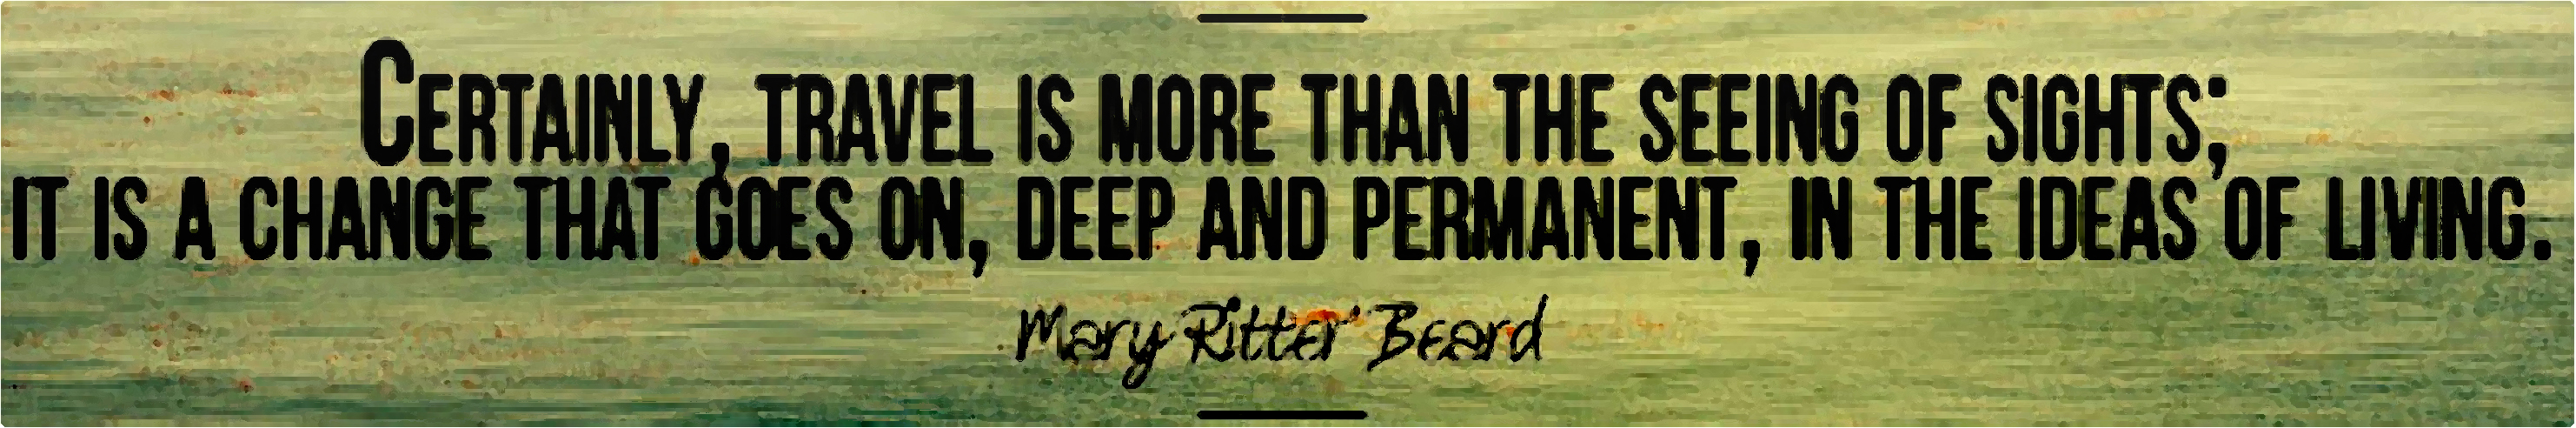 Certainly, travel is more than the seeing of sights;
it is a change that goes on, deep and permanent, in the ideas of living.
Mary Ritter Beard